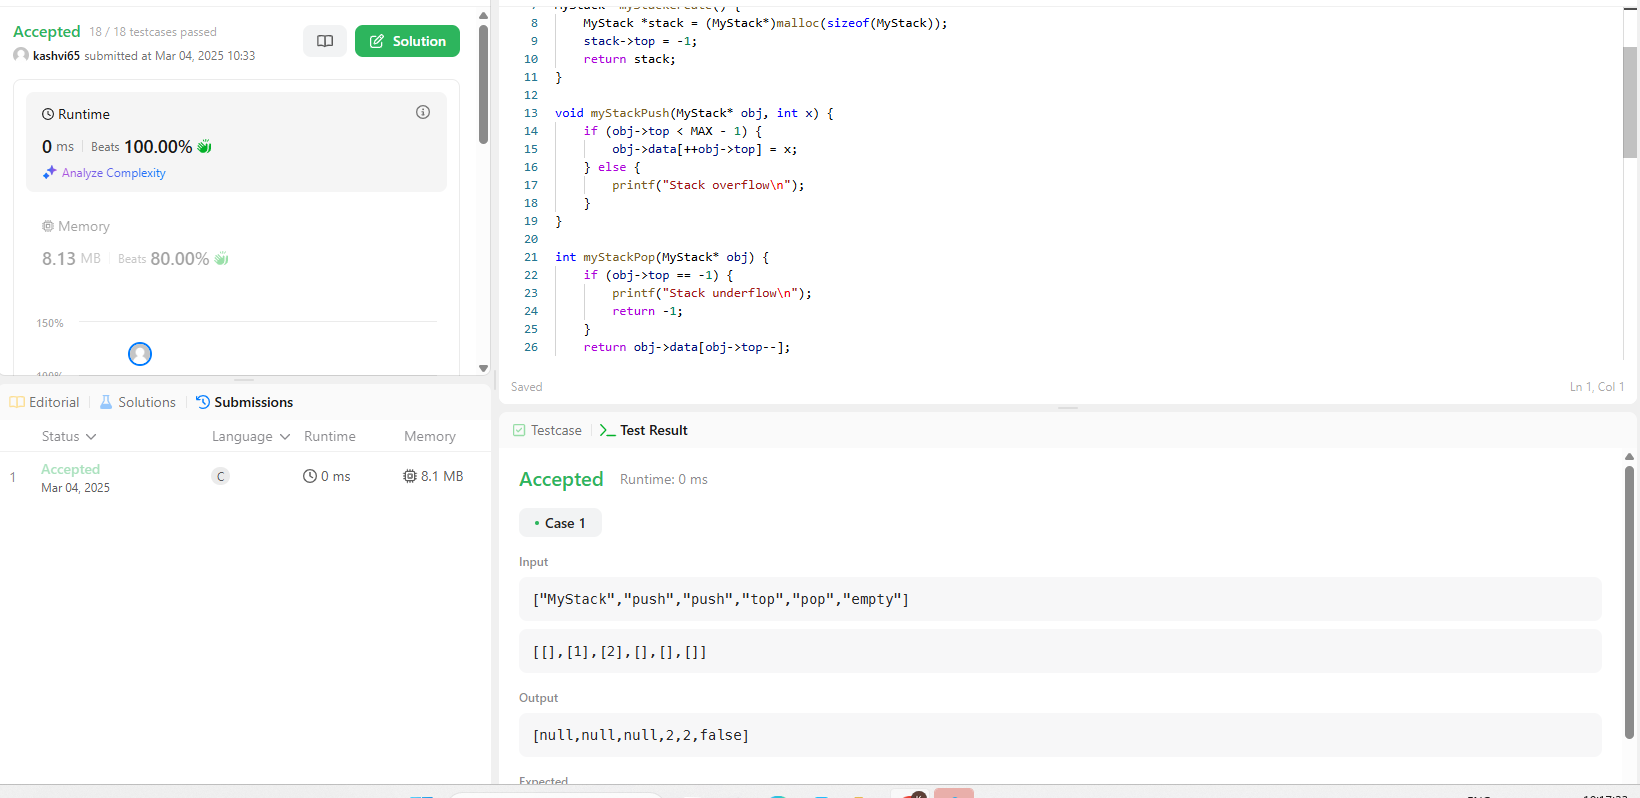 Accepted 18 / 18 testcases passed
kashvi65 submitted at Mar 04, 2025 10:33
Solution
Runtime
0 ms Beats 100.00%
Analyze Complexity
Memory
8.13 MB Beats 80.00%
150%
100%
Editorial Solutions Submissions
Status Language Runtime Memory
1 Accepted C 0 ms 8.1 MB
Mar 04, 2025
8 MyStack *stack = (MyStack*)malloc(sizeof(MyStack));
9 stack->top = -1;
10 return stack;
11 }
12
13 void myStackPush(MyStack* obj, int x) {
14 if (obj->top < MAX - 1) {
15 obj->data[++obj->top] = x;
16 } else {
17 printf("Stack overflow\n");
18 }
19 }
20
21 int myStackPop(MyStack* obj) {
22 if (obj->top == -1) {
23 printf("Stack underflow\n");
24 return -1;
25 }
26 return obj->data[obj->top--];
Saved Ln 1, Col 1
Testcase Test Result
Accepted Runtime: 0 ms
Case 1
Input
["MyStack","push","push","top","pop","empty"]
[[],[1],[2],[],[],[]]
Output
[null,null,null,2,2,false]
Expected